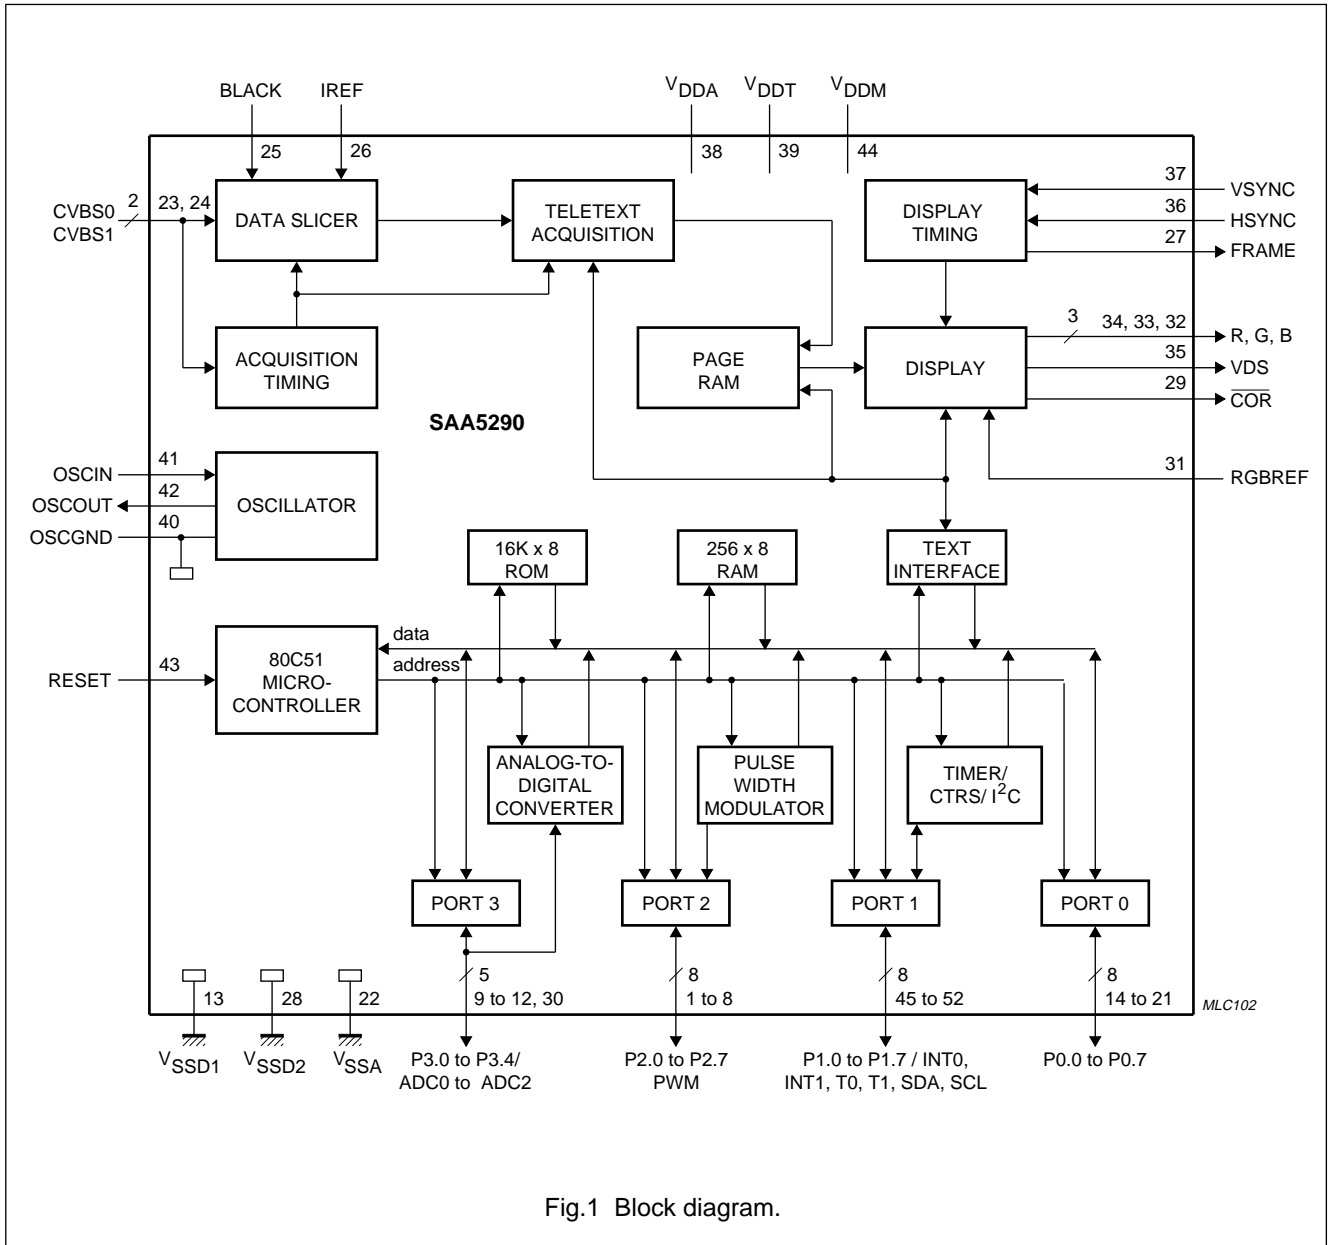 BLACK IREF VDDA VDDT VDDM
25 26 38 39 44
CVBS0
CVBS1
2 23, 24
DATA SLICER
TELETEXT
ACQUISITION
DISPLAY
TIMING
37 VSYNC
36 HSYNC
27 FRAME
ACQUISITION
TIMING
PAGE
RAM
DISPLAY
3 34, 33, 32 R, G, B
35 VDS
29 C̅O̅R̅
SAA5290
31 RGBREF
OSCIN 41
OSCOUT 42
OSCGND 40
OSCILLATOR
16K x 8
ROM
256 x 8
RAM
TEXT
INTERFACE
RESET 43
80C51
MICRO-
CONTROLLER
data
address
ANALOG-TO-
DIGITAL
CONVERTER
PULSE
WIDTH
MODULATOR
TIMER/
CTRS/ I²C
PORT 3 PORT 2 PORT 1 PORT 0
13 28 22
VSSD1 VSSD2 VSSA
5
9 to 12, 30
P3.0 to P3.4/
ADC0 to ADC2
8
1 to 8
P2.0 to P2.7
PWM
8
45 to 52
P1.0 to P1.7 / INT0,
INT1, T0, T1, SDA, SCL
8
14 to 21
P0.0 to P0.7
MLC102
Fig.1 Block diagram.